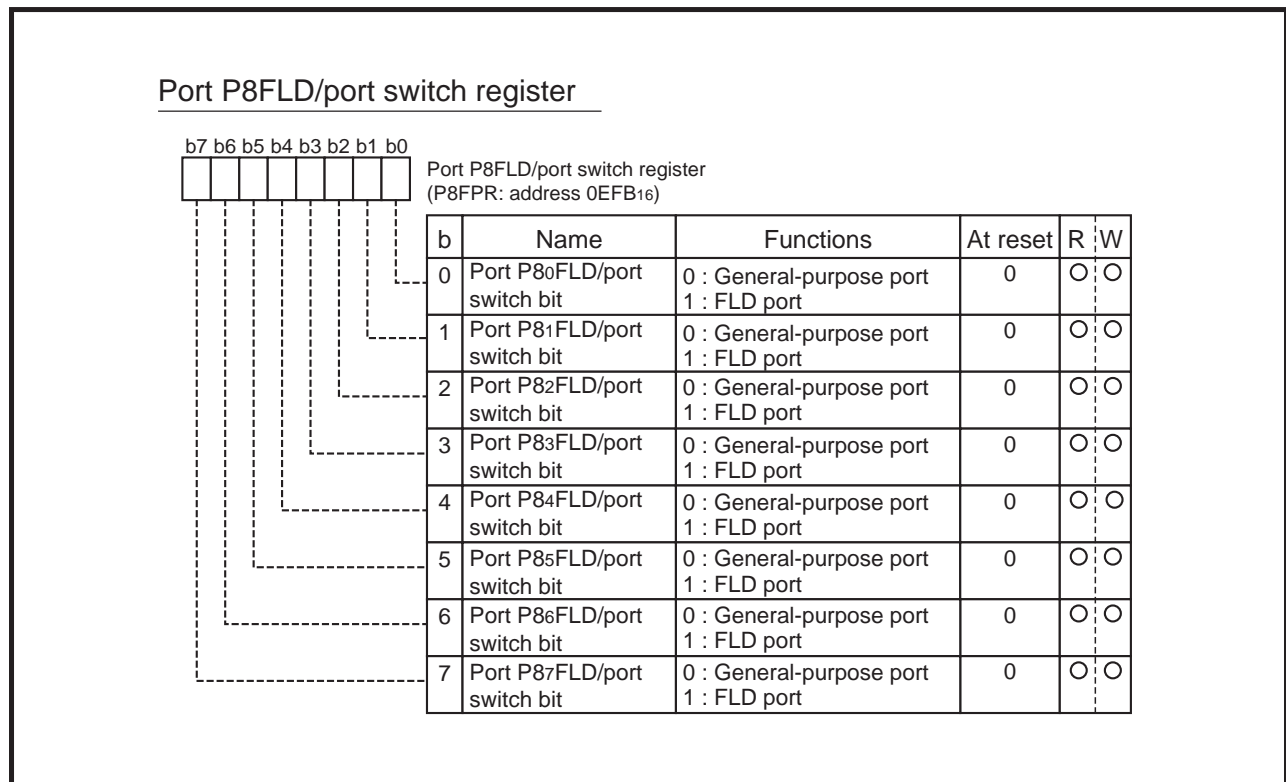 Port P8FLD/port switch register
b7 b6 b5 b4 b3 b2 b1 b0
Port P8FLD/port switch register
(P8FPR: address 0EFB16)
b Name Functions At reset R W
0 Port P80FLD/port switch bit 0 : General-purpose port 0 ○ ○
1 : FLD port
1 Port P81FLD/port switch bit 0 : General-purpose port 0 ○ ○
1 : FLD port
2 Port P82FLD/port switch bit 0 : General-purpose port 0 ○ ○
1 : FLD port
3 Port P83FLD/port switch bit 0 : General-purpose port 0 ○ ○
1 : FLD port
4 Port P84FLD/port switch bit 0 : General-purpose port 0 ○ ○
1 : FLD port
5 Port P85FLD/port switch bit 0 : General-purpose port 0 ○ ○
1 : FLD port
6 Port P86FLD/port switch bit 0 : General-purpose port 0 ○ ○
1 : FLD port
7 Port P87FLD/port switch bit 0 : General-purpose port 0 ○ ○
1 : FLD port